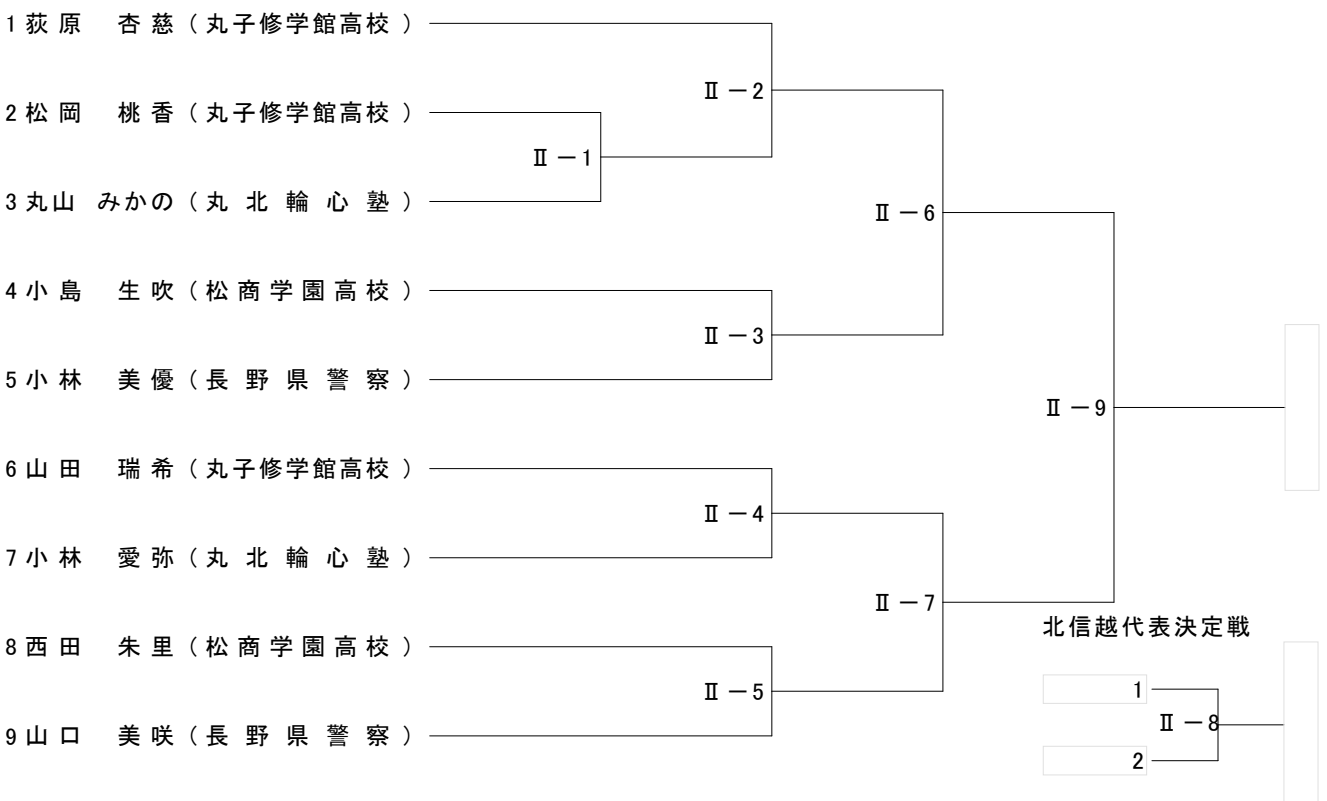 1 荻原　杏慈（丸子修学館高校）
Ⅱ－2
2 松岡　桃香（丸子修学館高校）
Ⅱ－1
3 丸山 みかの（丸北輪心塾）
Ⅱ－6
4 小島　生吹（松商学園高校）
Ⅱ－3
5 小林　美優（長野県警察）
Ⅱ－9
6 山田　瑞希（丸子修学館高校）
Ⅱ－4
7 小林　愛弥（丸北輪心塾）
Ⅱ－7
北信越代表決定戦
8 西田　朱里（松商学園高校）
Ⅱ－5
1
Ⅱ－8
9 山口　美咲（長野県警察）
2